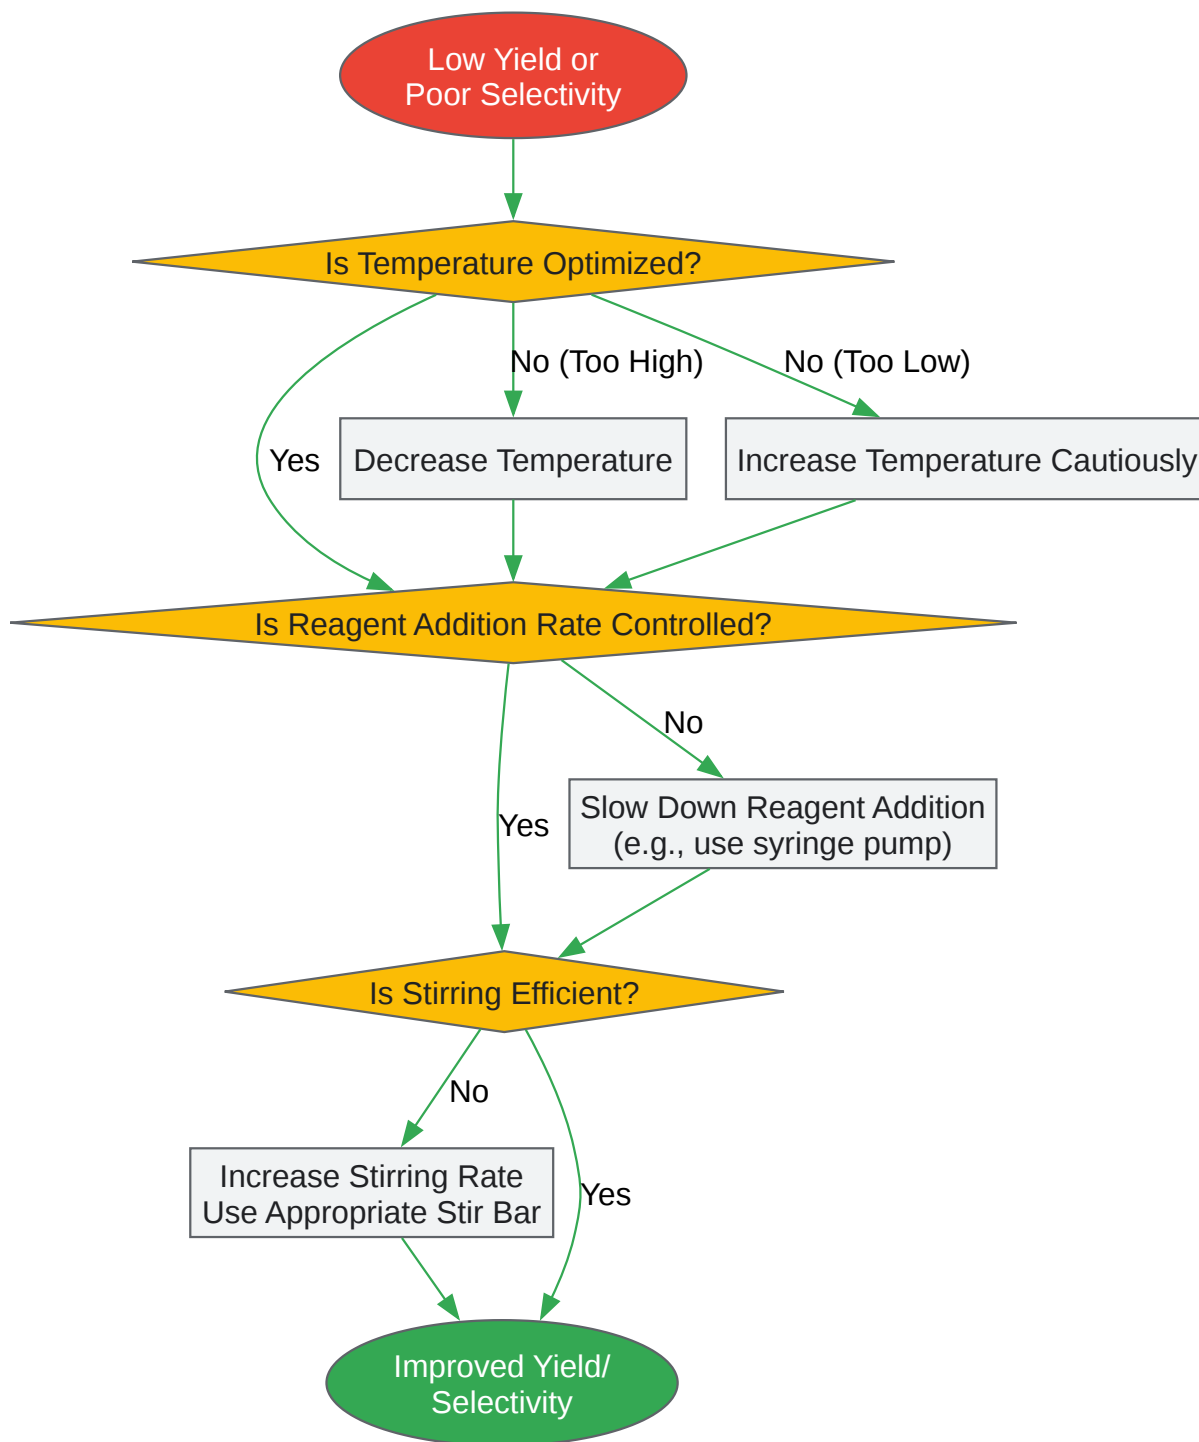 Low Yield or
Poor Selectivity
Is Temperature Optimized?
No (Too High)
No (Too Low)
Yes
Decrease Temperature
Increase Temperature Cautiously
Is Reagent Addition Rate Controlled?
No
Slow Down Reagent Addition
(e.g., use syringe pump)
Yes
Is Stirring Efficient?
No
Increase Stirring Rate
Use Appropriate Stir Bar
Yes
Improved Yield/
Selectivity